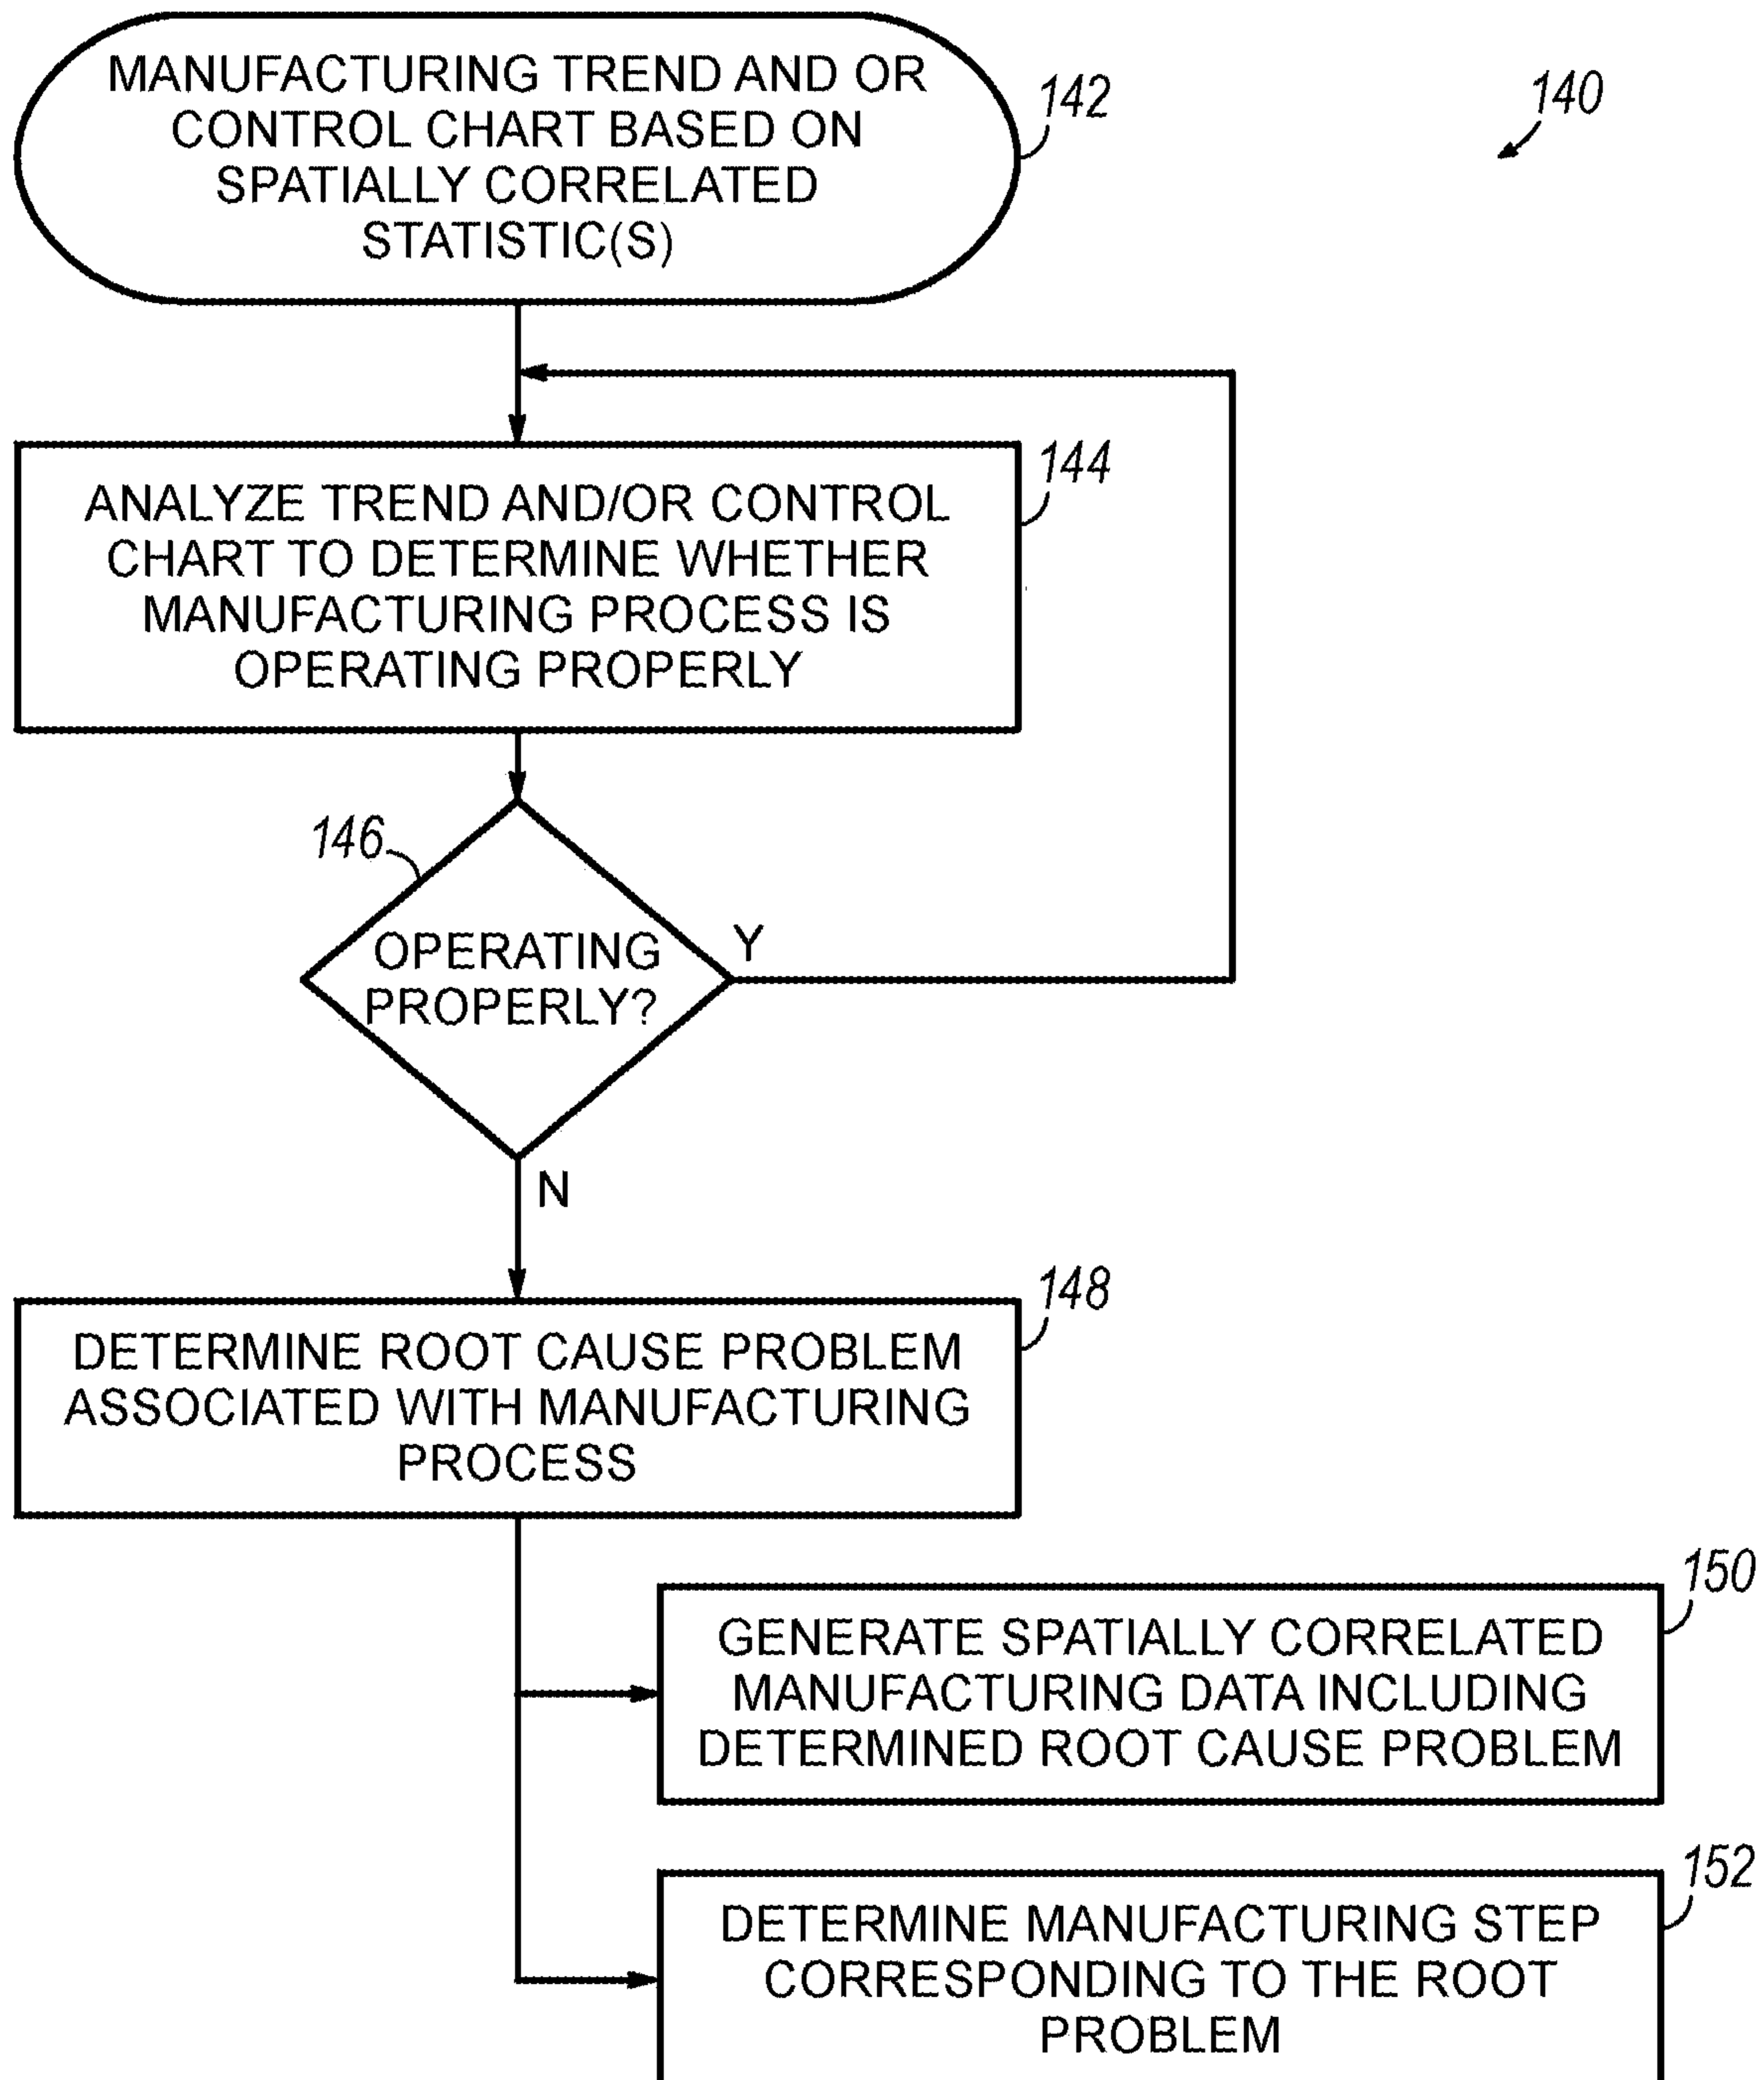 MANUFACTURING TREND AND OR
CONTROL CHART BASED ON
SPATIALLY CORRELATED
STATISTIC(S)
142
140
144
ANALYZE TREND AND/OR CONTROL
CHART TO DETERMINE WHETHER
MANUFACTURING PROCESS IS
OPERATING PROPERLY
146
OPERATING
PROPERLY?
Y
N
148
DETERMINE ROOT CAUSE PROBLEM
ASSOCIATED WITH MANUFACTURING
PROCESS
150
GENERATE SPATIALLY CORRELATED
MANUFACTURING DATA INCLUDING
DETERMINED ROOT CAUSE PROBLEM
152
DETERMINE MANUFACTURING STEP
CORRESPONDING TO THE ROOT
PROBLEM